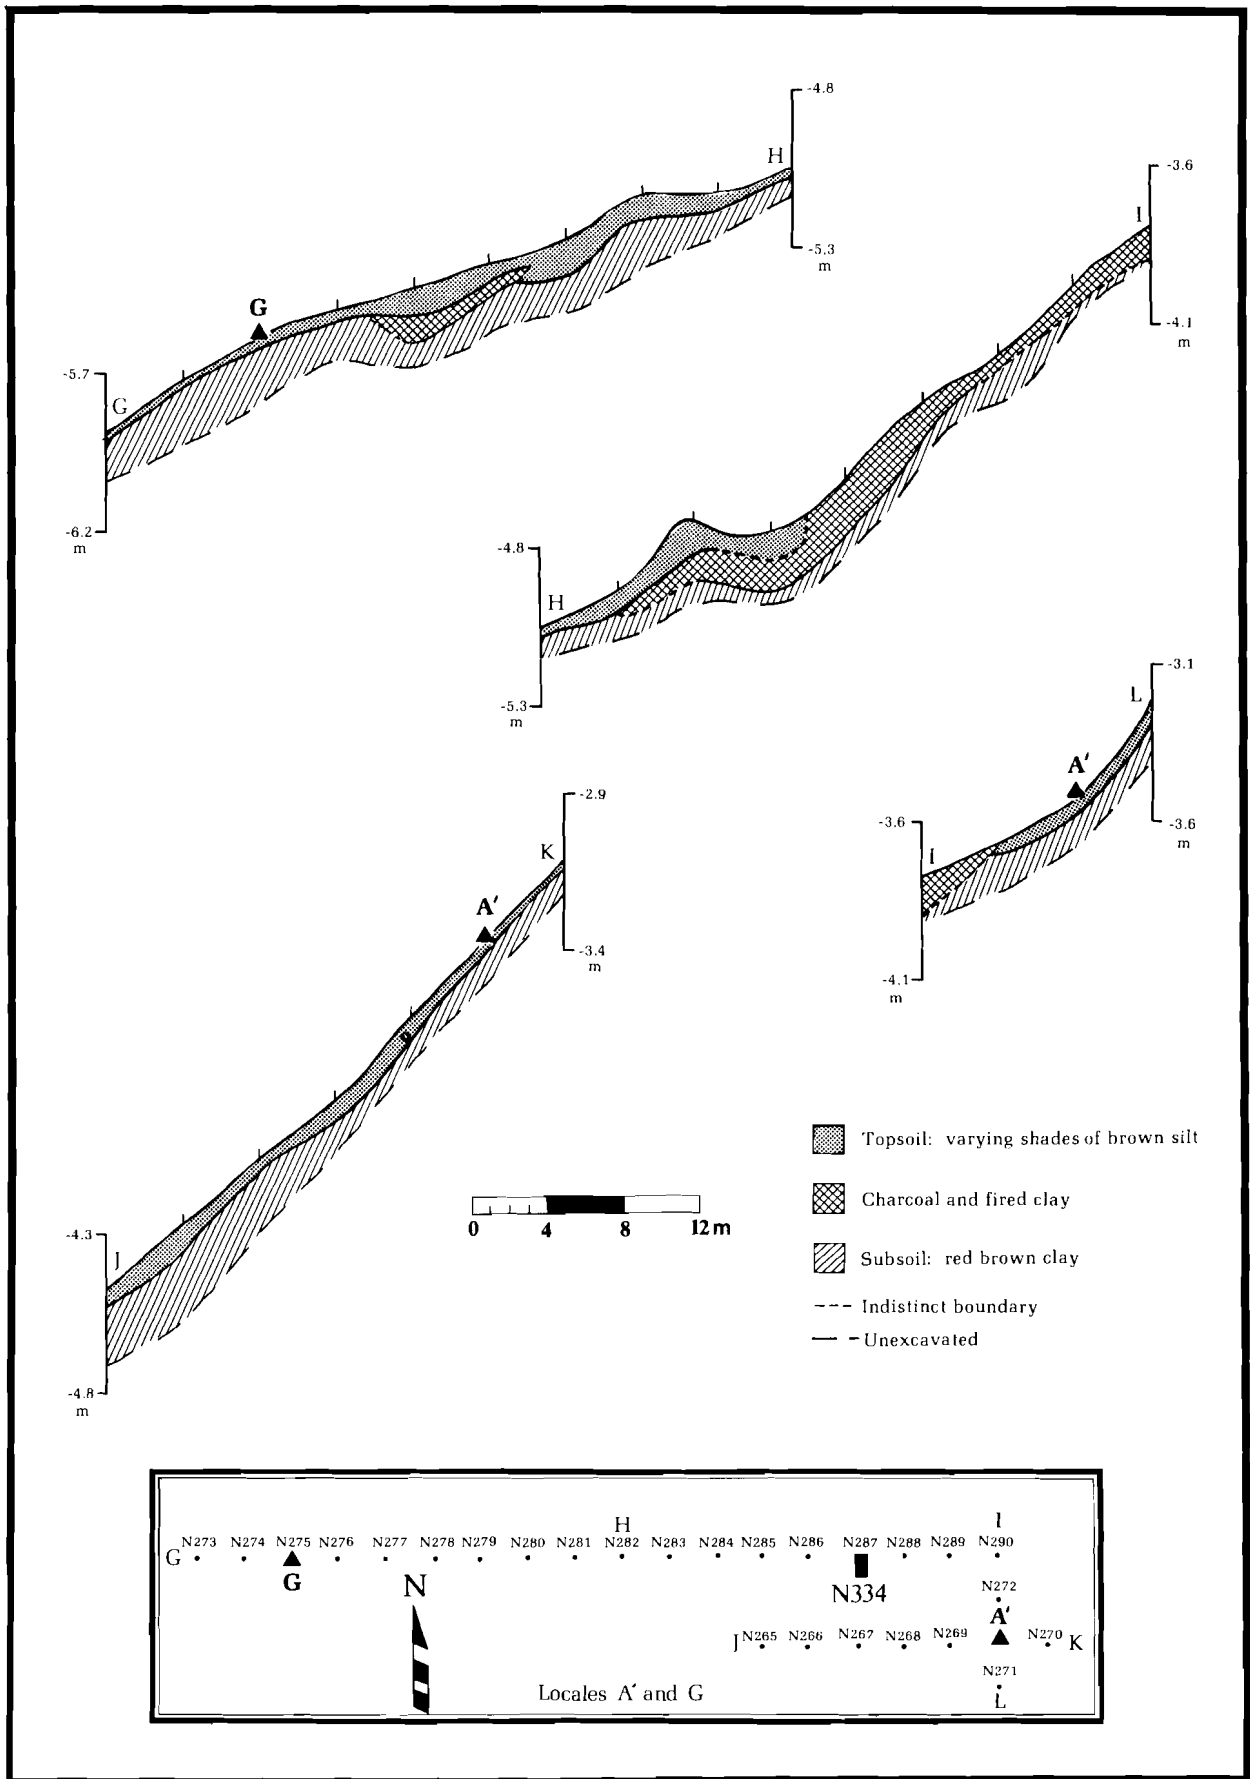 -4.8
H
-5.3
m
G
-5.7
G
-6.2
m
-3.6
I
-4.1
m
-4.8
H
-5.3
m
-3.1
L
A'
-3.6
m
-3.6
I
-4.1
m
-2.9
K
A'
-3.4
m
-4.3
J
-4.8
m
Topsoil: varying shades of brown silt
Charcoal and fired clay
Subsoil: red brown clay
Indistinct boundary
Unexcavated
0 4 8 12m
H I
N273 N274 N275 N276 N277 N278 N279 N280 N281 N282 N283 N284 N285 N286 N287 N288 N289 N290
G
G N N334
N272
A'
J N265 N266 N267 N268 N269 N270 K
N271
L
Locales A' and G